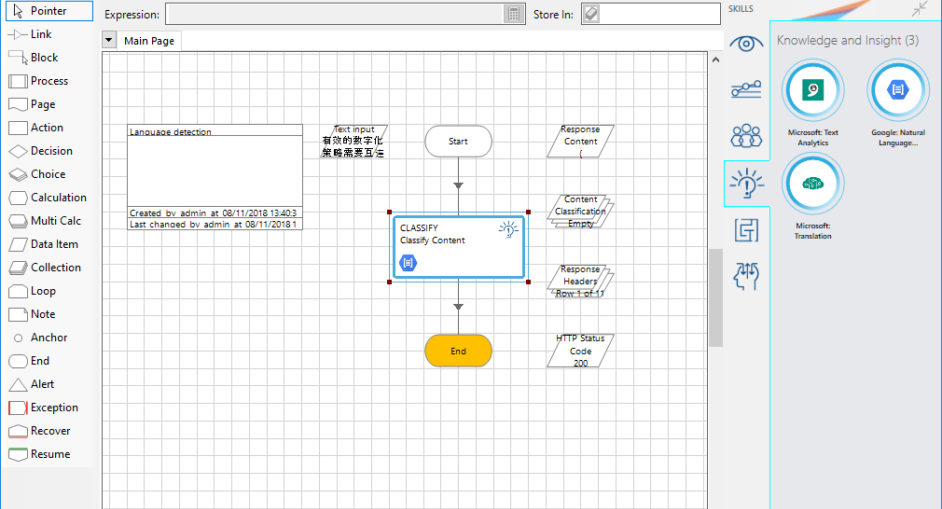 Pointer
Link
Block
Process
Page
Action
Decision
Choice
Calculation
Multi Calc
Data Item
Collection
Loop
Note
Anchor
End
Alert
Exception
Recover
Resume
Expression:
Store In:
Main Page
Language detection
Created by admin at 08/11/2018 13:40:3
Last changed by admin at 08/11/2018 1
Text input
有效的数字化
策略需要互连
Start
CLASSIFY
Classify Content
End
Response
Content
{
Content
Classification
Empty
Response
Headers
Row 1 of 11
HTTP Status
Code
200
SKILLS
Knowledge and Insight (3)
Microsoft: Text
Analytics
Google: Natural
Language...
Microsoft:
Translation